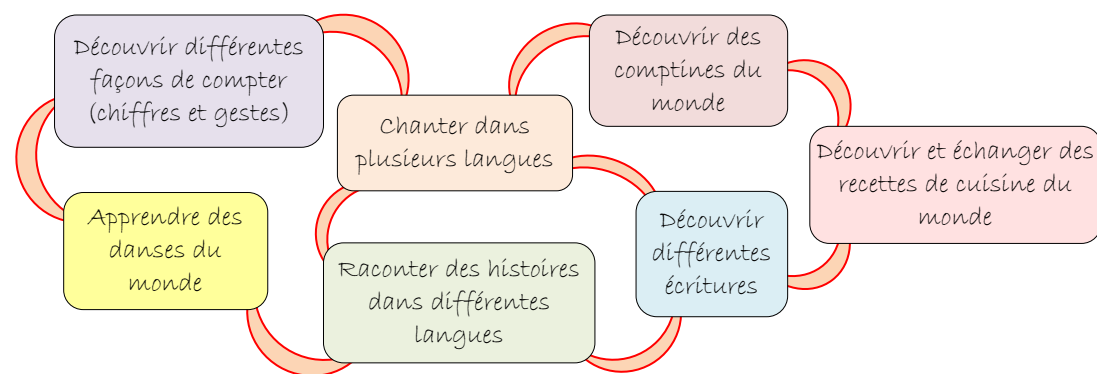 Découvrir différentes
façons de compter
(chiffres et gestes)
Chanter dans
plusieurs langues
Découvrir des
comptines du
monde
Découvrir et échanger des
recettes de cuisine du
monde
Apprendre des
danses du
monde
Raconter des histoires
dans différentes
langues
Découvrir
différentes
écritures